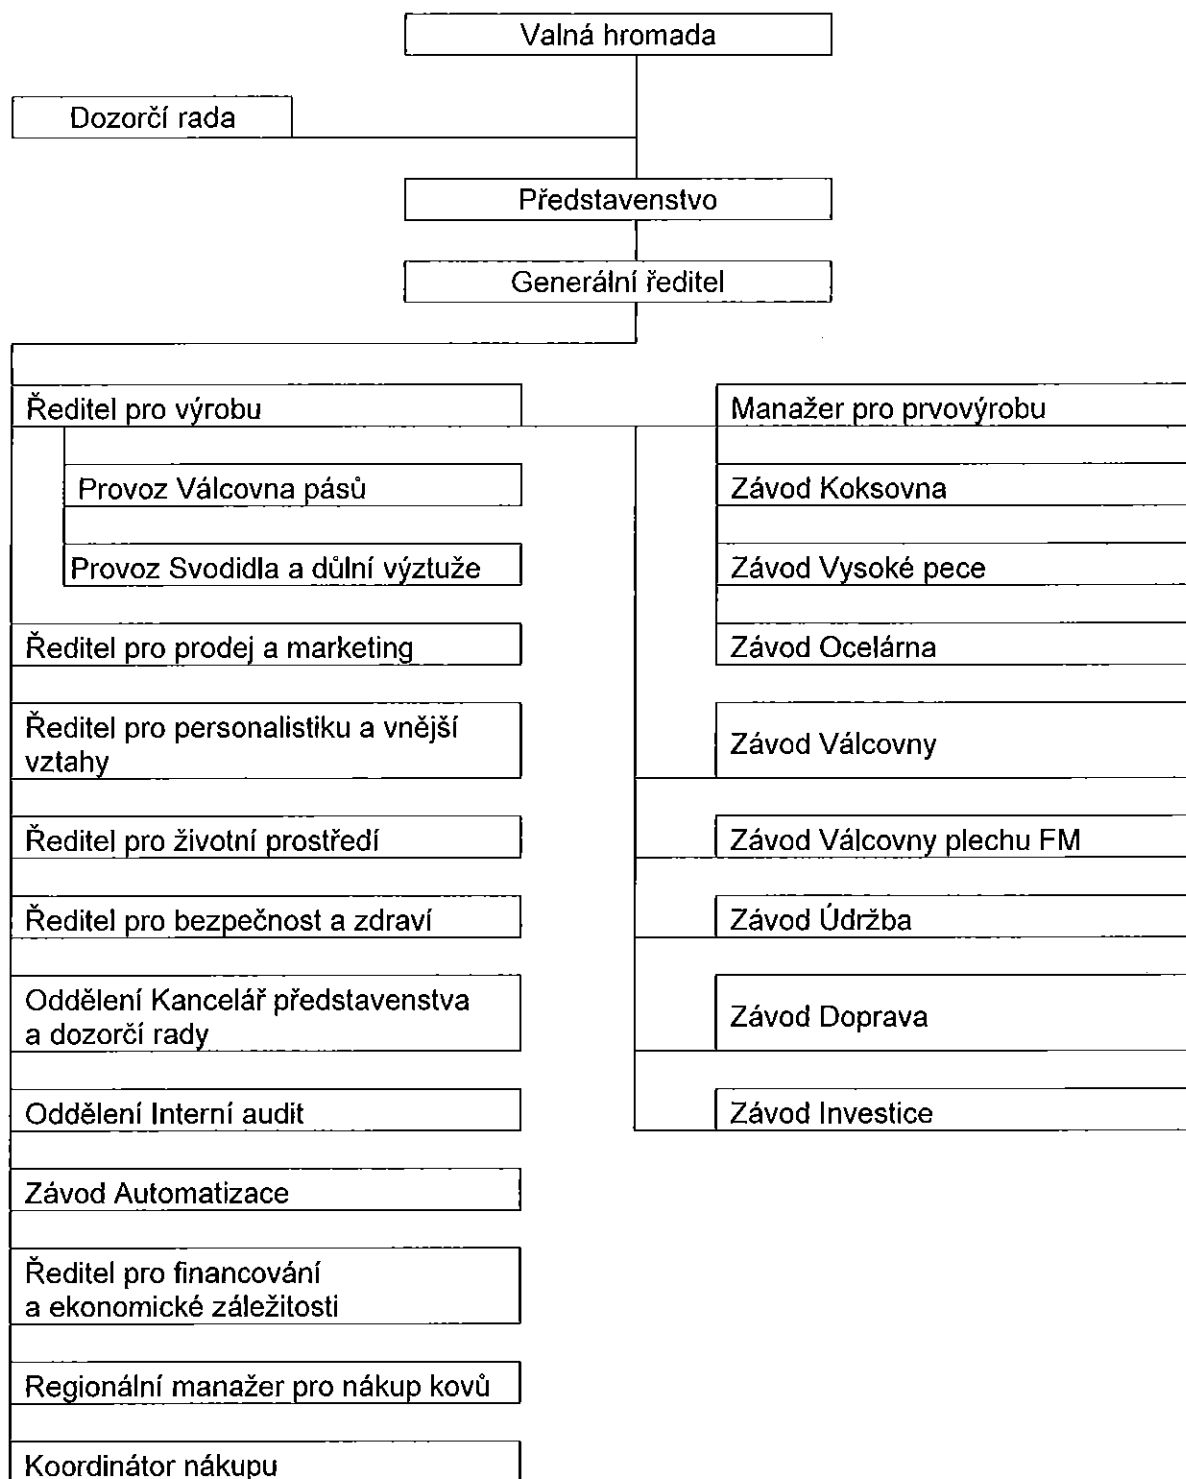 Valná hromada
Dozorčí rada
Představenstvo
Generální ředitel
Ředitel pro výrobu
Manažer pro prvovýrobu
Provoz Válcovna pásů
Závod Koksovna
Provoz Svodidla a důlní výztuže
Závod Vysoké pece
Ředitel pro prodej a marketing
Závod Ocelárna
Ředitel pro personalistiku a vnější
vztahy
Závod Válcovny
Ředitel pro životní prostředí
Závod Válcovny plechu FM
Ředitel pro bezpečnost a zdraví
Závod Údržba
Oddělení Kancelář představenstva
a dozorčí rady
Závod Doprava
Oddělení Interní audit
Závod Investice
Závod Automatizace
Ředitel pro financování
a ekonomické záležitosti
Regionální manažer pro nákup kovů
Koordinátor nákupu